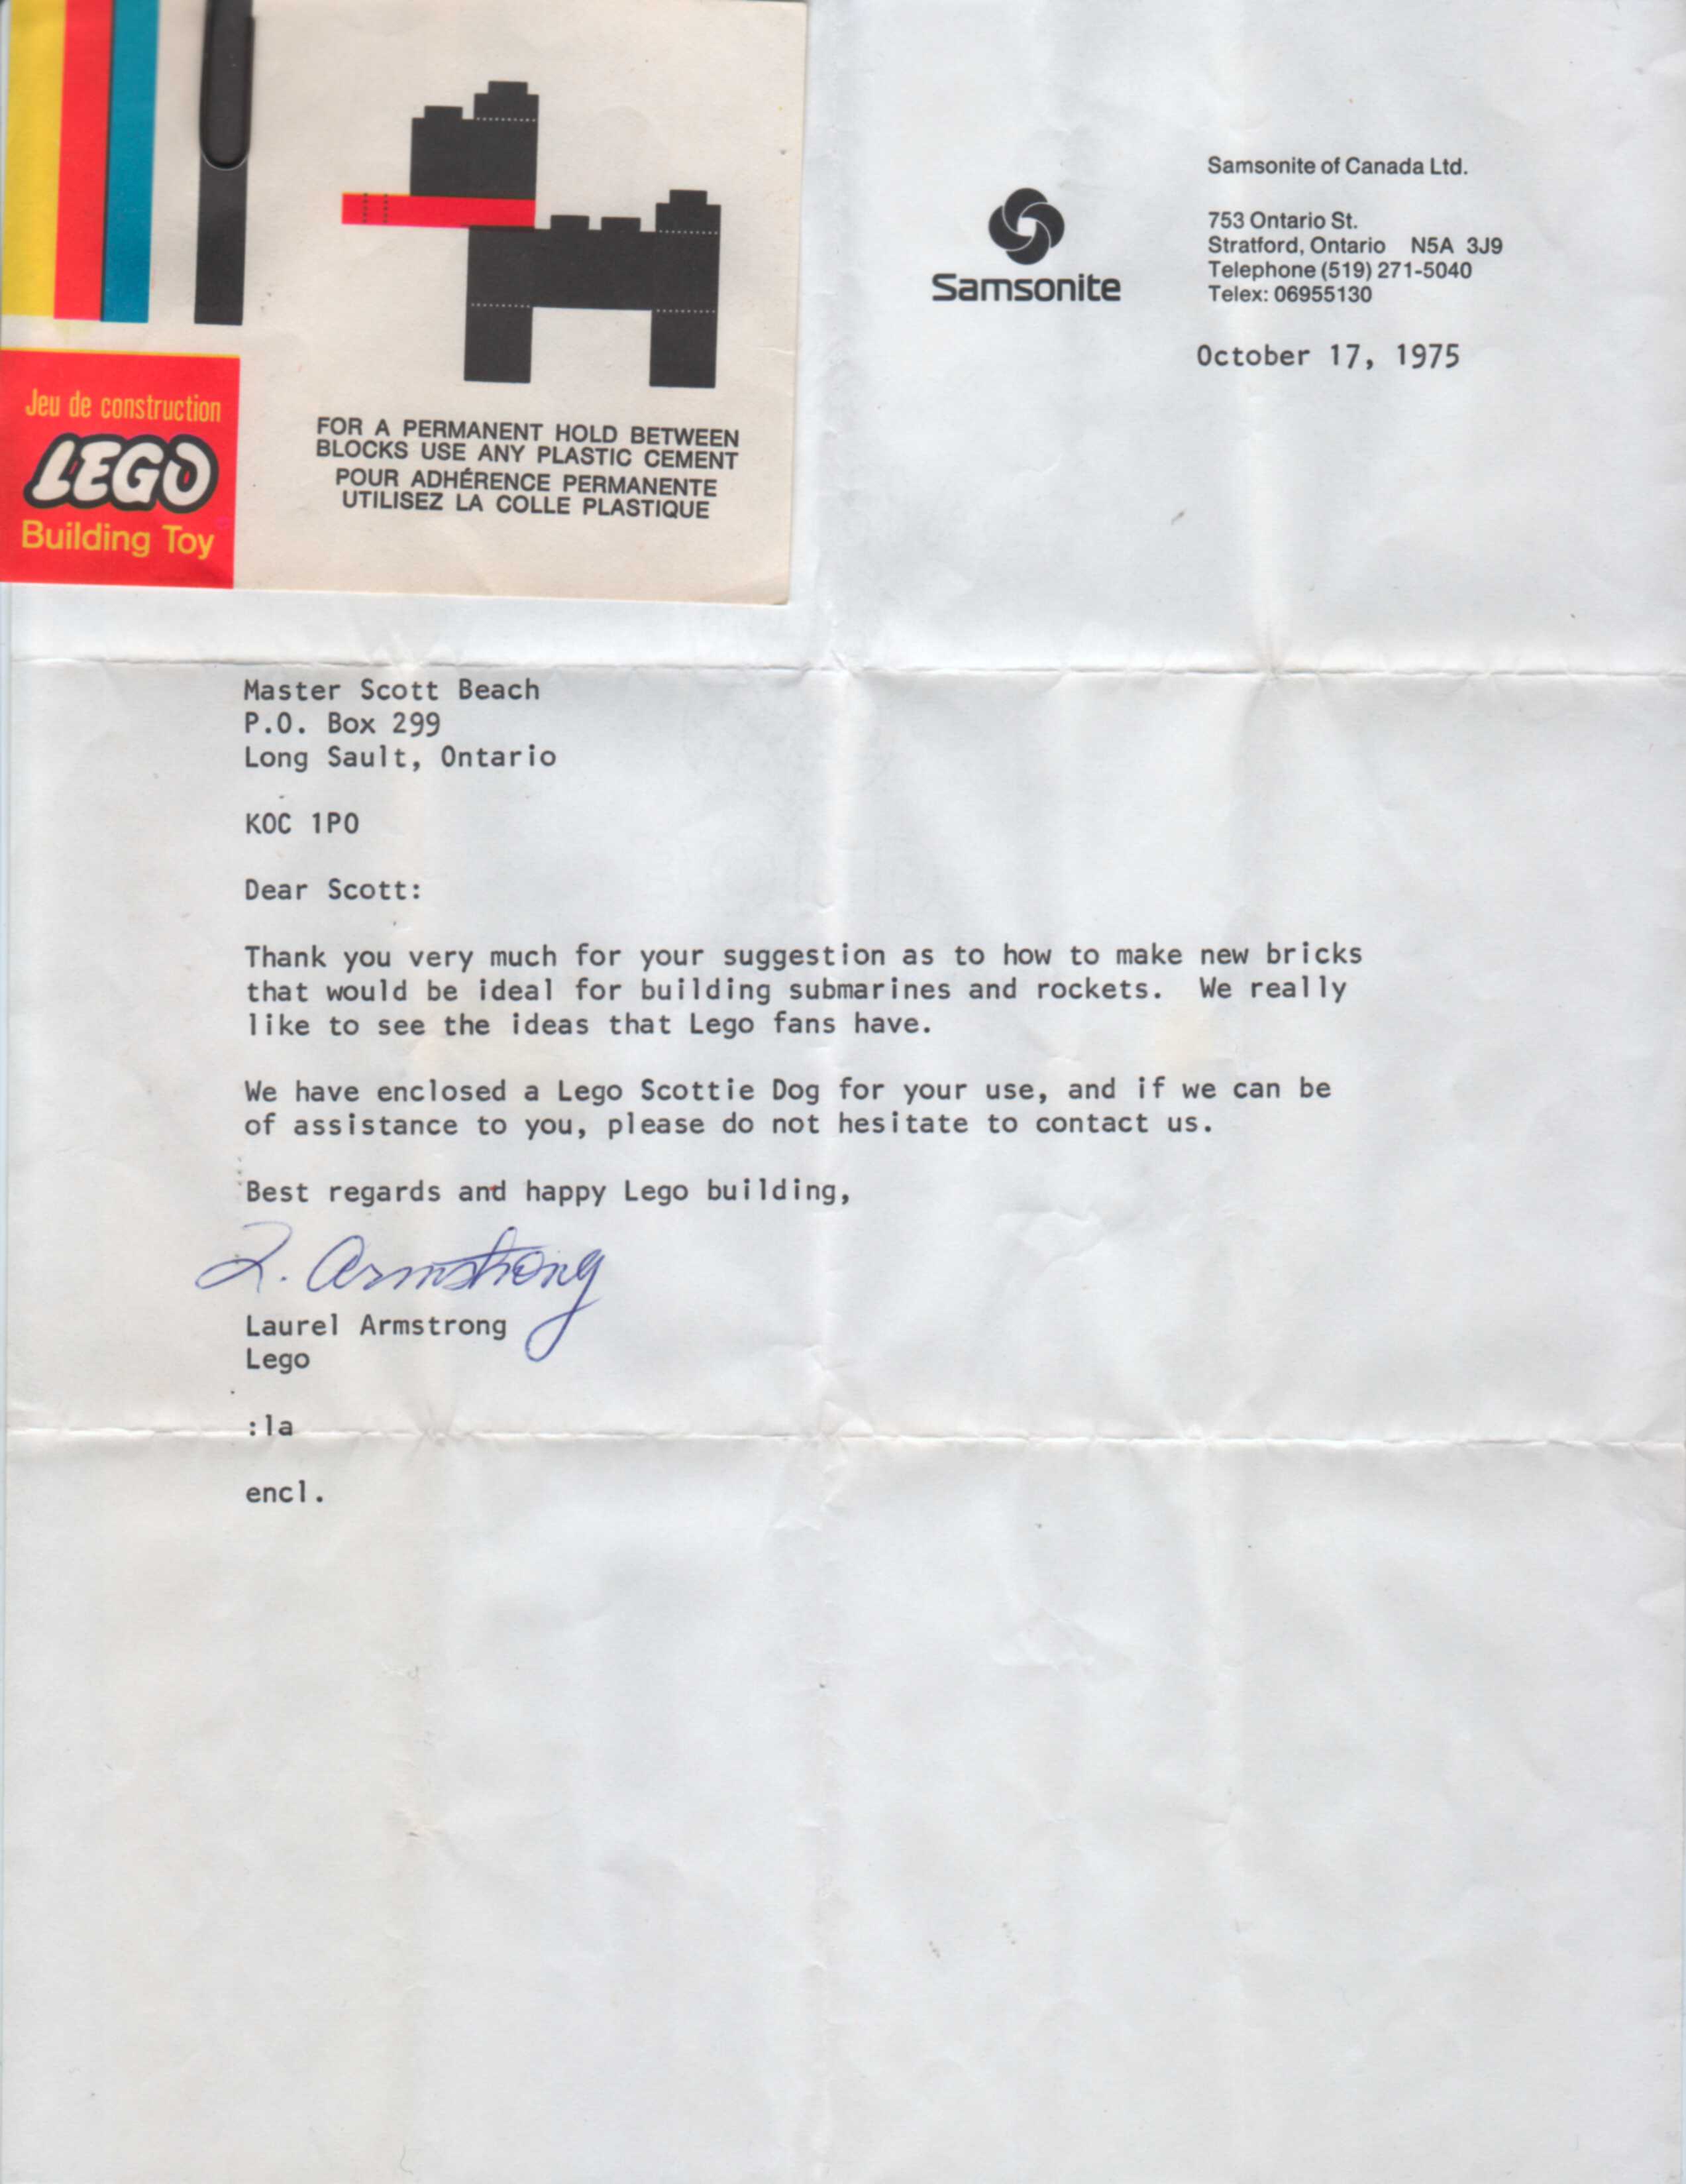 Jeu de construction
LEGO
Building Toy
FOR A PERMANENT HOLD BETWEEN
BLOCKS USE ANY PLASTIC CEMENT
POUR ADHÉRENCE PERMANENTE
UTILISEZ LA COLLE PLASTIQUE
Samsonite
Samsonite of Canada Ltd.
753 Ontario St.
Stratford, Ontario N5A 3J9
Telephone (519) 271-5040
Telex: 06955130
October 17, 1975
Master Scott Beach
P.O. Box 299
Long Sault, Ontario
KOC 1PO
Dear Scott:
Thank you very much for your suggestion as to how to make new bricks
that would be ideal for building submarines and rockets. We really
like to see the ideas that Lego fans have.
We have enclosed a Lego Scottie Dog for your use, and if we can be
of assistance to you, please do not hesitate to contact us.
Best regards and happy Lego building,
L. Armstrong
Laurel Armstrong
Lego
:la
encl.